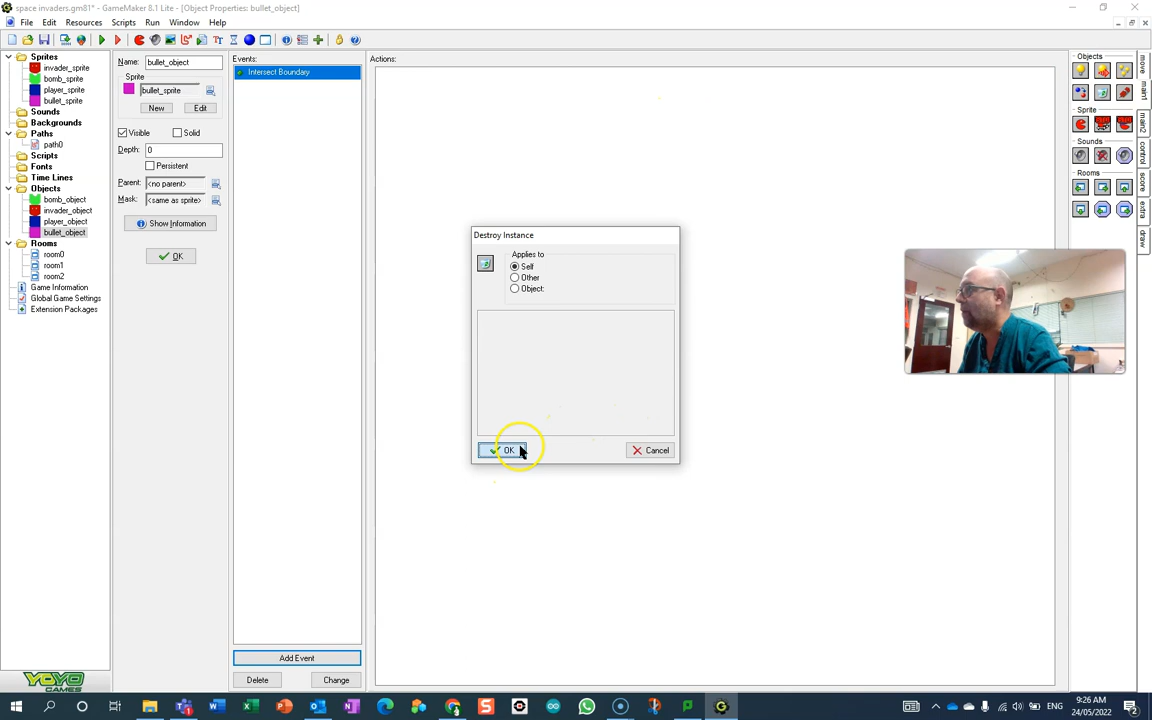 space invaders.gm81* - GameMaker 8.1 Lite - [Object Properties: bullet_object]
File Edit Resources Scripts Run Window Help
Sprites
invader_sprite
bomb_sprite
player_sprite
bullet_sprite
Sounds
Backgrounds
Paths
path0
Scripts
Fonts
Time Lines
Objects
bomb_object
invader_object
player_object
bullet_object
Rooms
room0
room1
room2
Game Information
Global Game Settings
Extension Packages
YOYO
GAMES
Name: bullet_object
Sprite
bullet_sprite
New Edit
Visible Solid
Depth: 0
Persistent
Parent: <no parent>
Mask: <same as sprite>
Show Information
OK
Events:
Intersect Boundary
Add Event
Delete Change
Actions:
Destroy Instance
Applies to
Self
Other
Object:
OK Cancel
Objects
Sprite
Sounds
Rooms
move
main1
main2
control
score
extra
draw
ENG
9:26 AM
24/05/2022